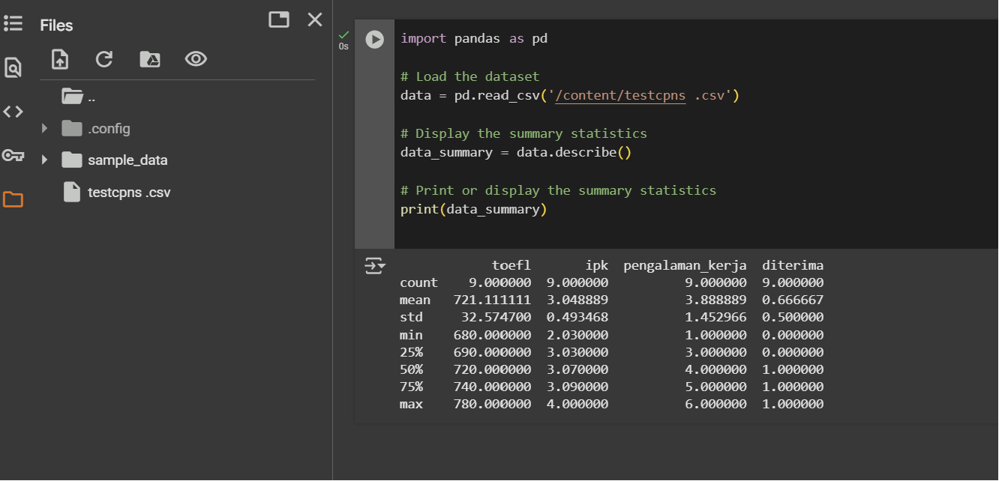 Files
..
.config
sample_data
testcpns .csv
0s
import pandas as pd
# Load the dataset
data = pd.read_csv('/content/testcpns .csv')
# Display the summary statistics
data_summary = data.describe()
# Print or display the summary statistics
print(data_summary)
toefl ipk pengalaman_kerja diterima
count 9.000000 9.000000 9.000000 9.000000
mean 721.111111 3.048889 3.888889 0.666667
std 32.574700 0.493468 1.452966 0.500000
min 680.000000 2.030000 1.000000 0.000000
25% 690.000000 3.030000 3.000000 0.000000
50% 720.000000 3.070000 4.000000 1.000000
75% 740.000000 3.090000 5.000000 1.000000
max 780.000000 4.000000 6.000000 1.000000